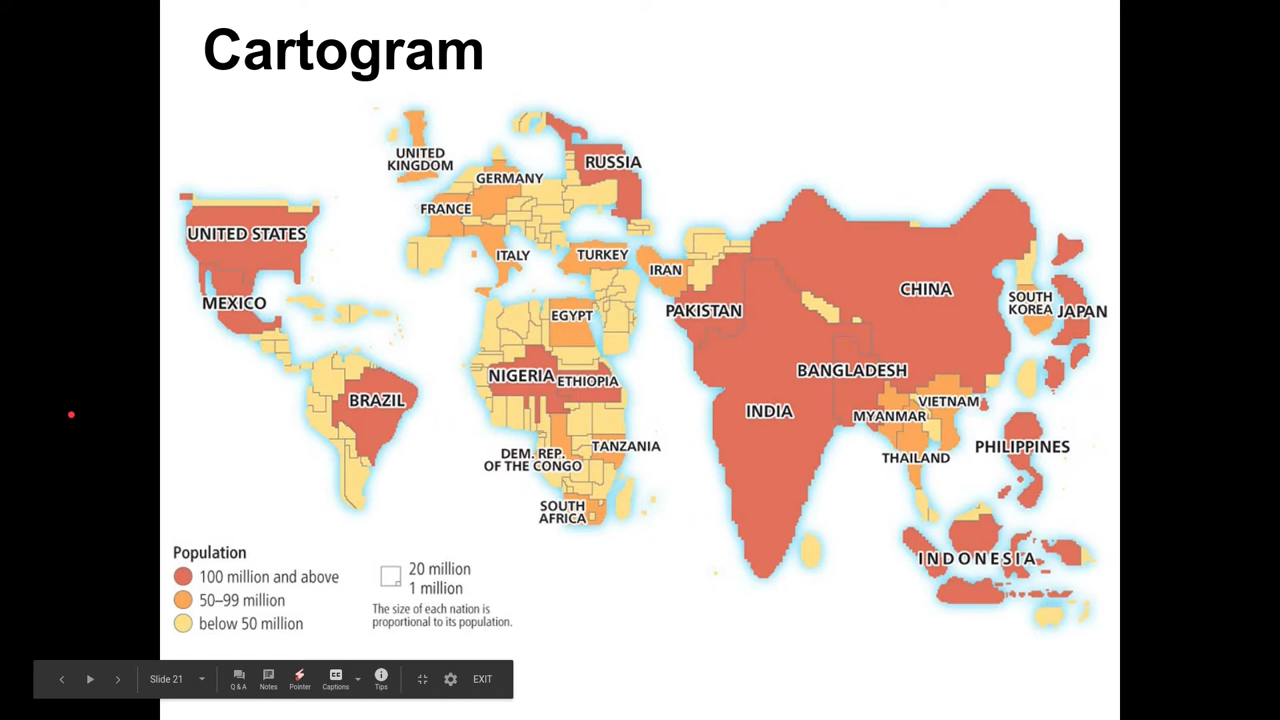 Cartogram
UNITED
KINGDOM
RUSSIA
GERMANY
FRANCE
UNITED STATES
ITALY
TURKEY
IRAN
CHINA
MEXICO
EGYPT
PAKISTAN
SOUTH
KOREA
JAPAN
NIGERIA
ETHIOPIA
BANGLADESH
BRAZIL
INDIA
VIETNAM
MYANMAR
DEM. REP.
OF THE CONGO
TANZANIA
THAILAND
PHILIPPINES
SOUTH
AFRICA
INDONESIA
Population
100 million and above
50–99 million
below 50 million
20 million
1 million
The size of each nation is
proportional to its population.
Slide 21
Q & A
Notes
Pointer
CC
Captions
Tips
EXIT